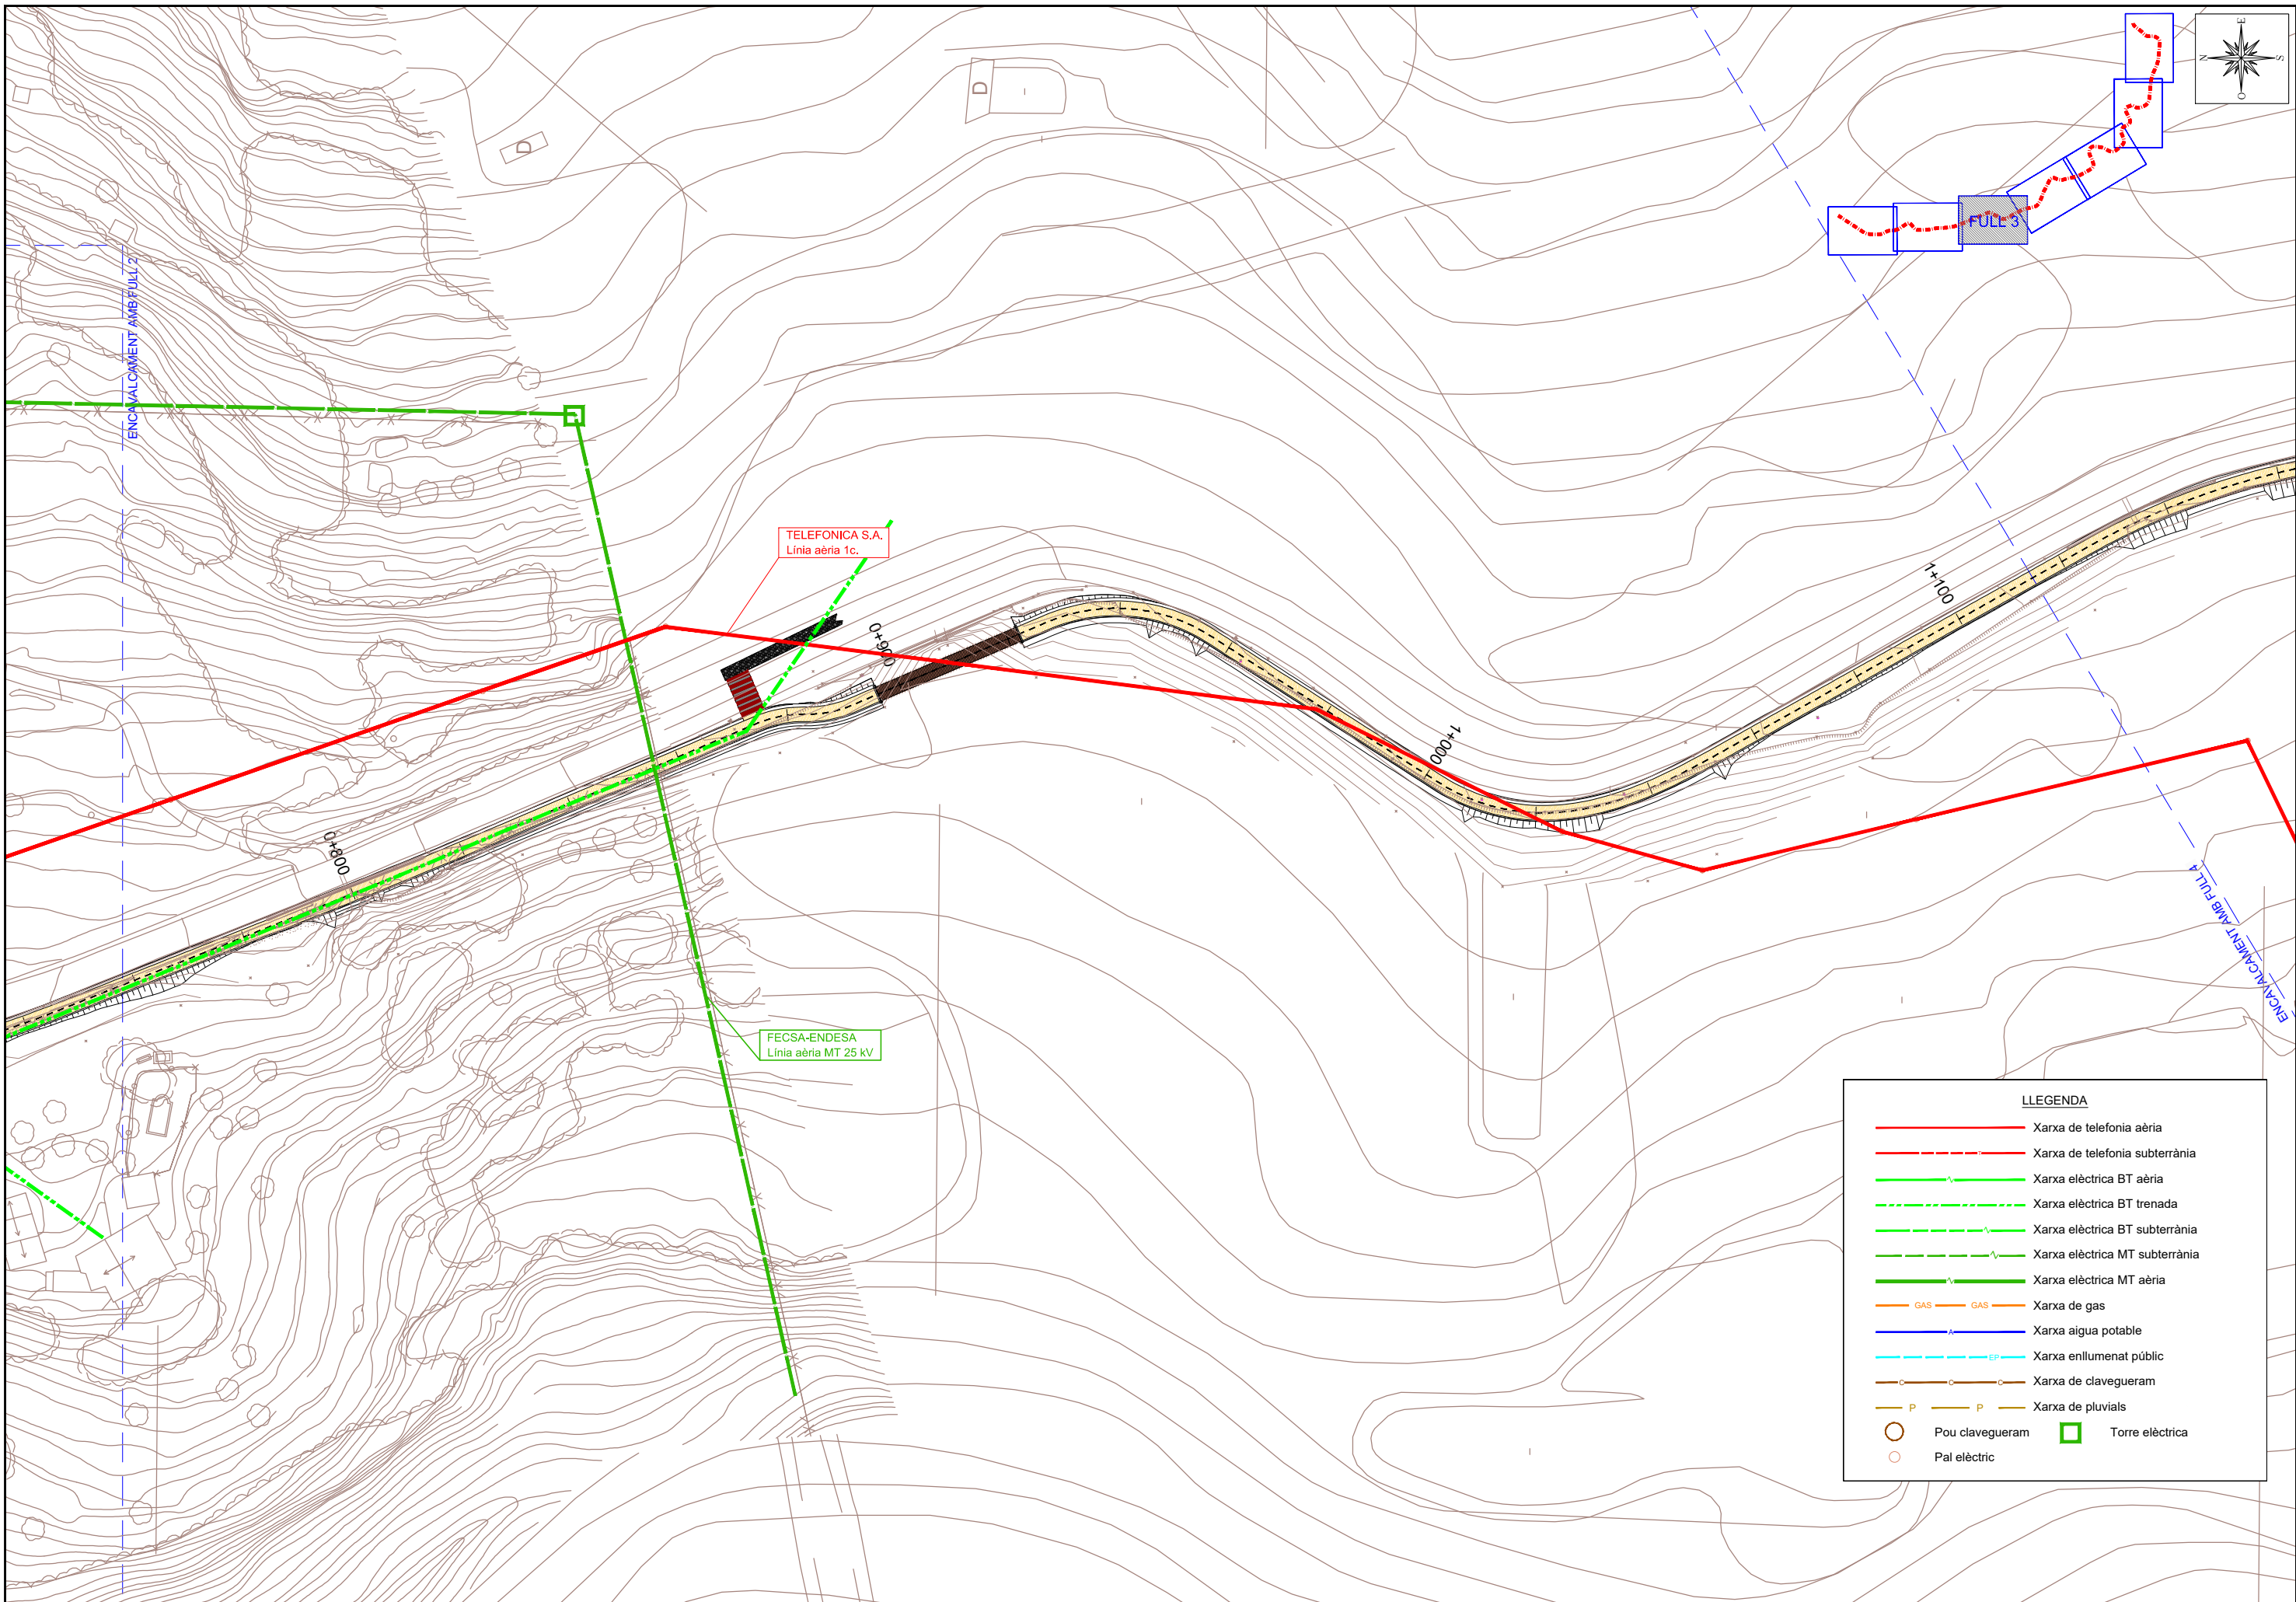 E
N
S
O
D
D
FULL 3
ENCAVALCAMENT AMB FULL 2
TELEFONICA S.A.
Línia aèria 1c.
0+900
1+100
1+000
0+800
ENCAVALCAMENT AMB FULL 4
FECSA-ENDESA
Línia aèria MT 25 kV
LLEGENDA
Xarxa de telefonia aèria
Xarxa de telefonia subterrània
Xarxa elèctrica BT aèria
Xarxa elèctrica BT trenada
Xarxa elèctrica BT subterrània
Xarxa elèctrica MT subterrània
Xarxa elèctrica MT aèria
GAS GAS Xarxa de gas
A Xarxa aigua potable
EP Xarxa enllumenat públic
C C C Xarxa de clavegueram
P P Xarxa de pluvials
Pou clavegueram Torre elèctrica
Pal elèctric